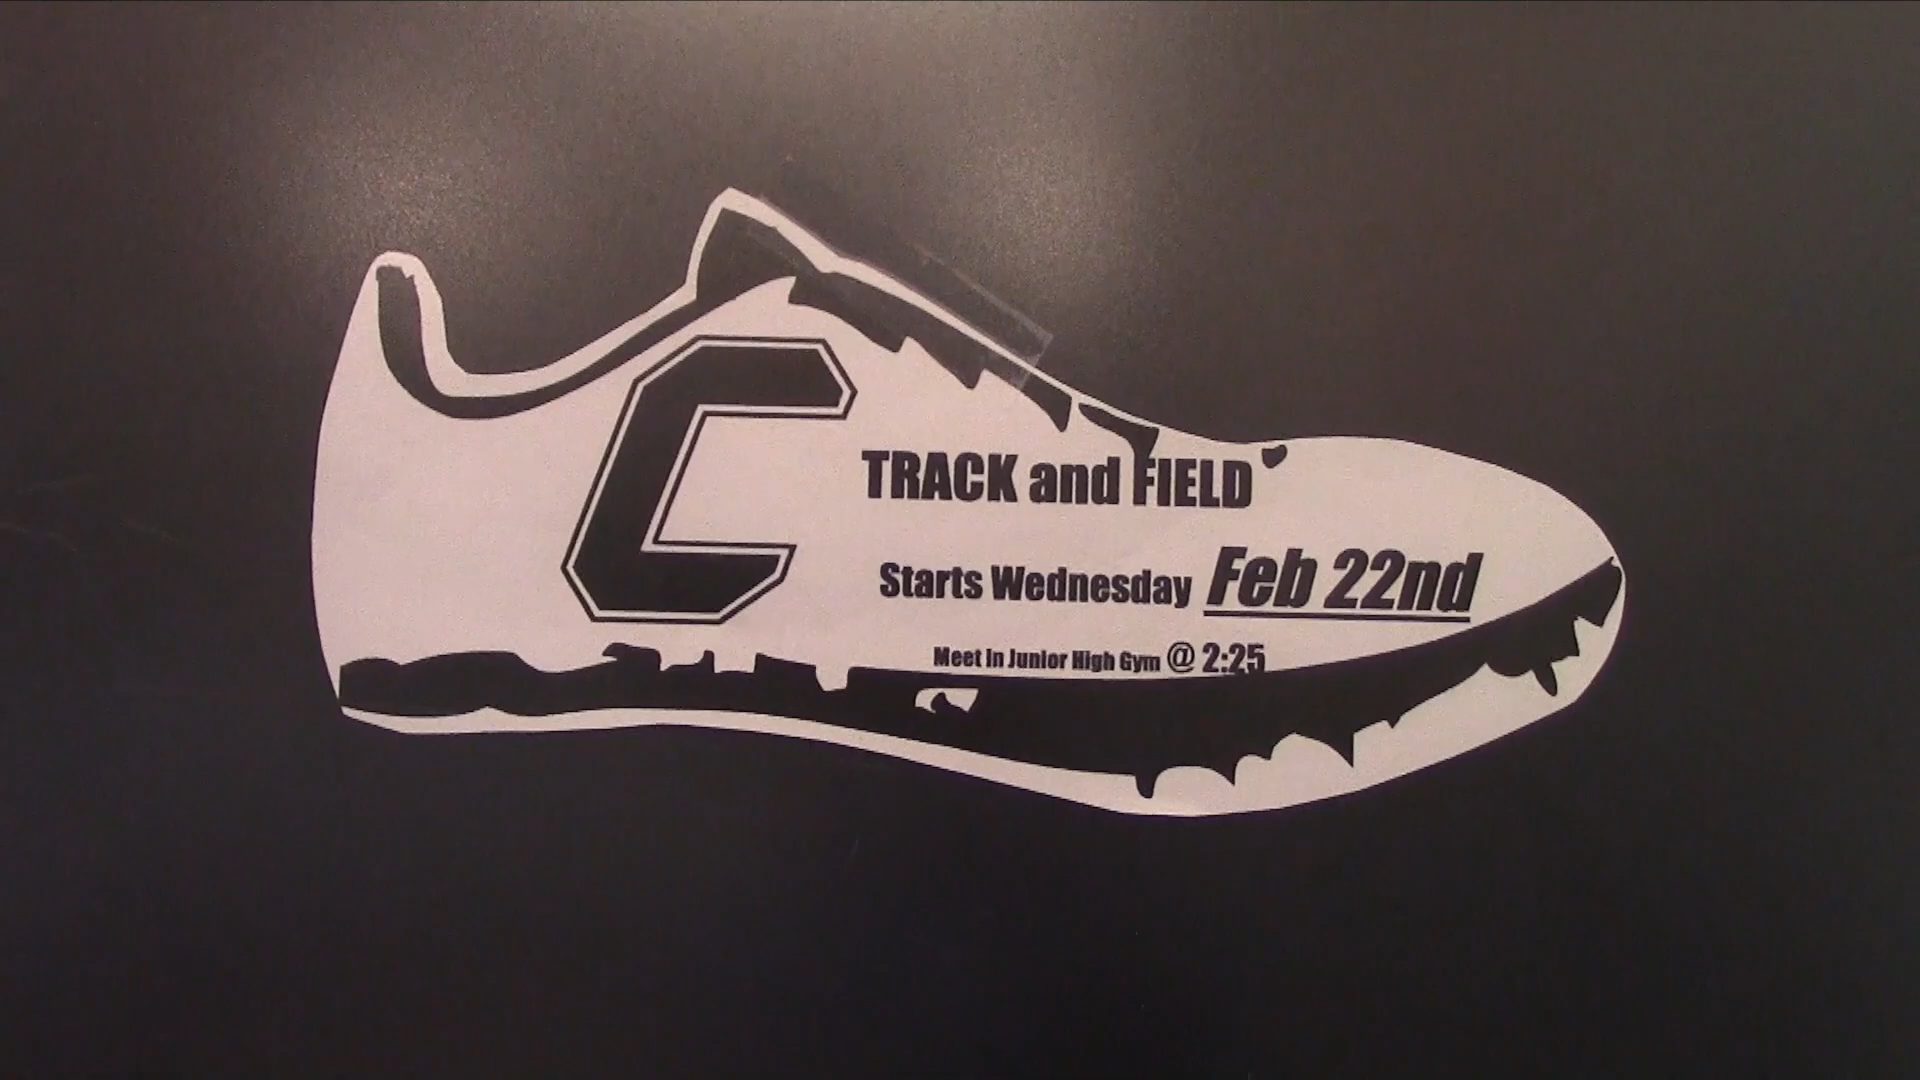 C
TRACK and FIELD
Starts Wednesday Feb 22nd
Meet in Junior High Gym @ 2:25